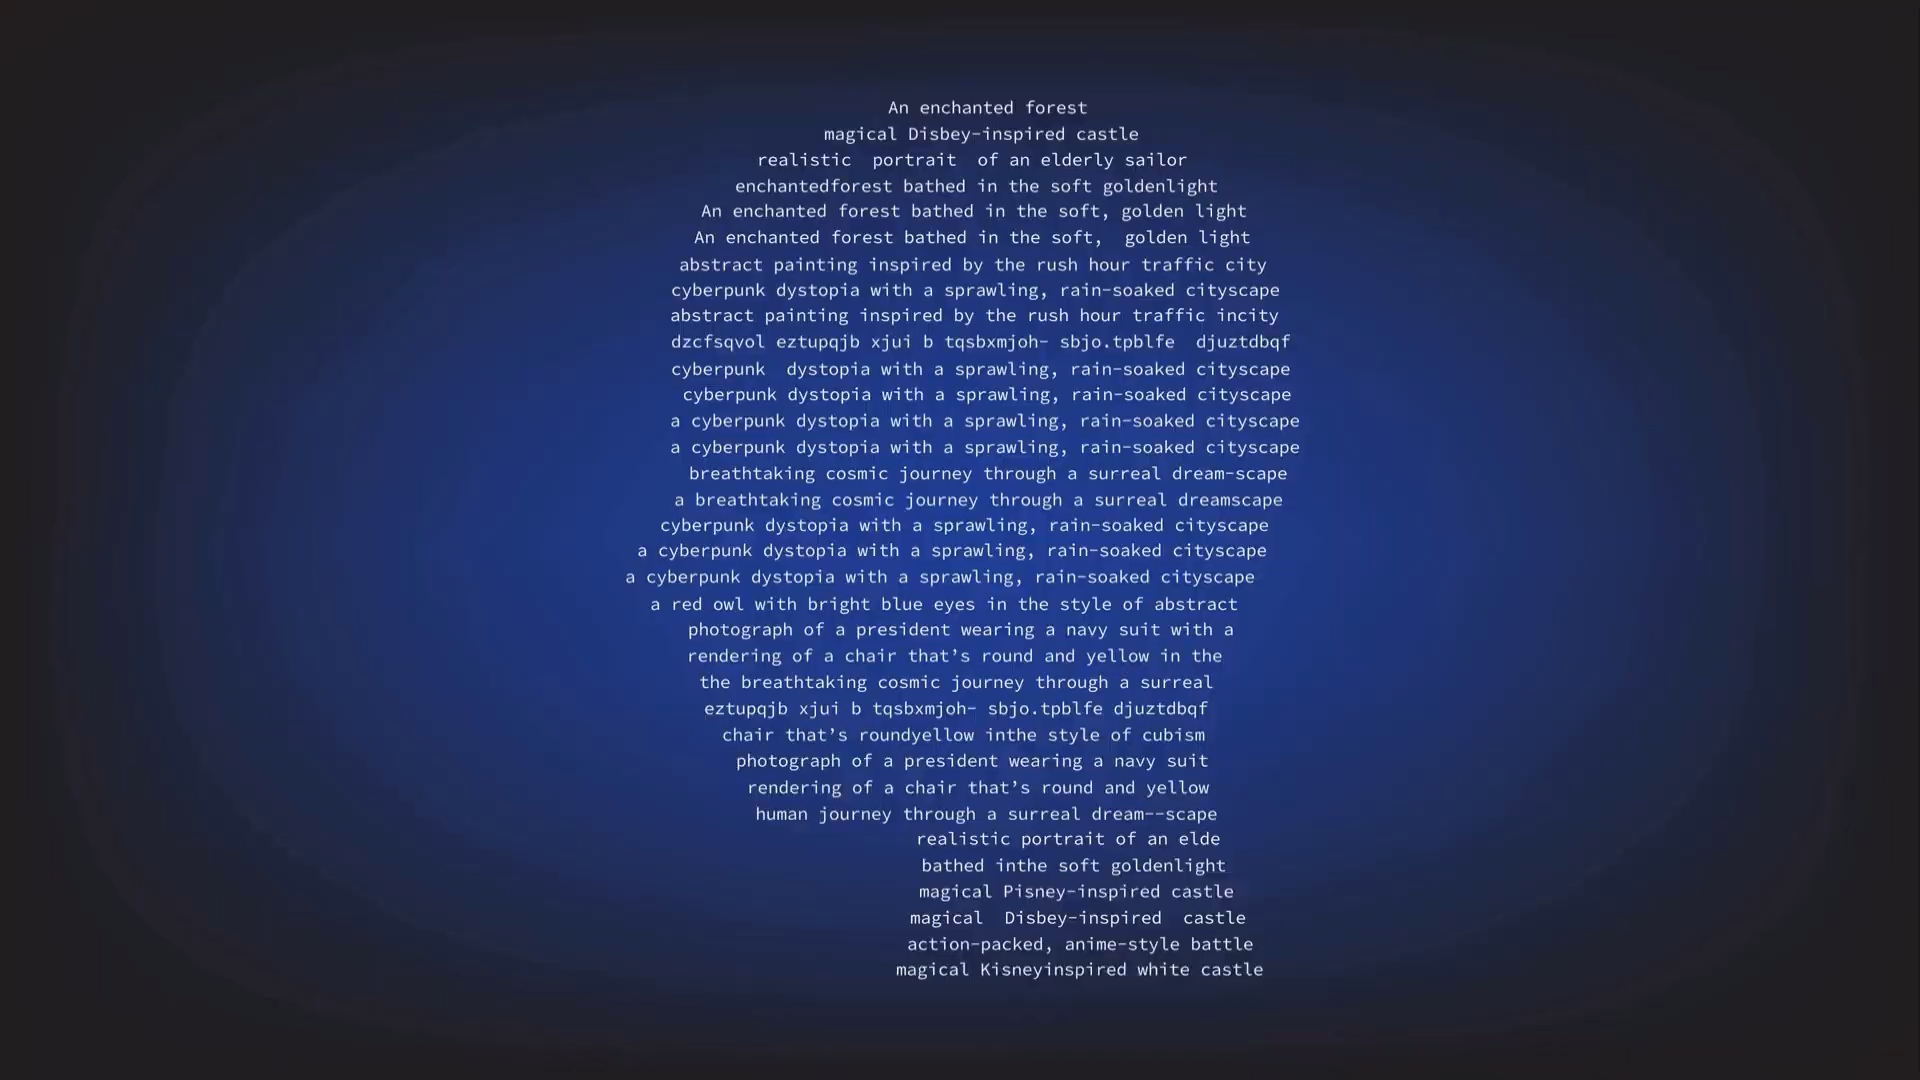 An enchanted forest
magical Disbey-inspired castle
realistic  portrait  of an elderly sailor
enchantedforest bathed in the soft goldenlight
An enchanted forest bathed in the soft, golden light
An enchanted forest bathed in the soft,  golden light
abstract painting inspired by the rush hour traffic city
cyberpunk dystopia with a sprawling, rain-soaked cityscape
abstract painting inspired by the rush hour traffic incity
dzcfsqvol eztupqjb xjui b tqsbxmjoh- sbjo.tpblfe  djuztdbqf
cyberpunk  dystopia with a sprawling, rain-soaked cityscape
cyberpunk dystopia with a sprawling, rain-soaked cityscape
a cyberpunk dystopia with a sprawling, rain-soaked cityscape
a cyberpunk dystopia with a sprawling, rain-soaked cityscape
breathtaking cosmic journey through a surreal dream-scape
a breathtaking cosmic journey through a surreal dreamscape
cyberpunk dystopia with a sprawling, rain-soaked cityscape
a cyberpunk dystopia with a sprawling, rain-soaked cityscape
a cyberpunk dystopia with a sprawling, rain-soaked cityscape
a red owl with bright blue eyes in the style of abstract
photograph of a president wearing a navy suit with a
rendering of a chair that’s round and yellow in the
the breathtaking cosmic journey through a surreal
eztupqjb xjui b tqsbxmjoh- sbjo.tpblfe djuztdbqf
chair that’s roundyellow inthe style of cubism
photograph of a president wearing a navy suit
rendering of a chair that’s round and yellow
human journey through a surreal dream--scape
realistic portrait of an elde
bathed inthe soft goldenlight
magical Pisney-inspired castle
magical  Disbey-inspired  castle
action-packed, anime-style battle
magical Kisneyinspired white castle